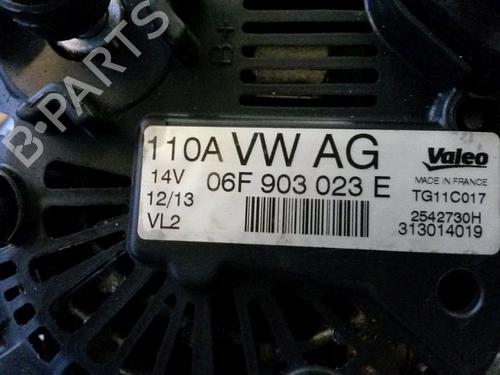 B-PARTS
B+
110A VW AG
Valeo
14V 06F 903 023 E
MADE IN FRANCE
TG11C017
12/13
VL2
2542730H
313014019